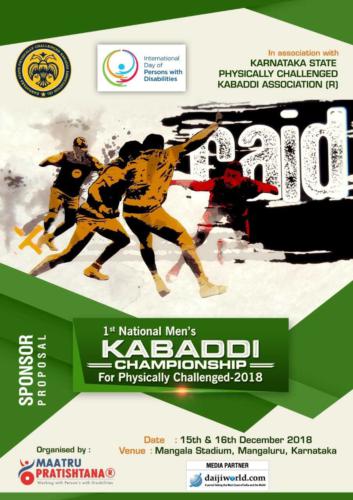 International
Day of
Persons with
Disabilities
In association with
KARNATAKA STATE
PHYSICALLY CHALLENGED
KABADDI ASSOCIATION (R)
raid
1st National Men's
KABADDI
CHAMPIONSHIP
For Physically Challenged-2018
SPONSOR
PROPOSAL
Date : 15th & 16th December 2018
Venue : Mangala Stadium, Mangaluru, Karnataka
Organised by :
MAATRU
PRATISHTANA®
Working with Person's with Disabilities
MEDIA PARTNER
daijiworld.com